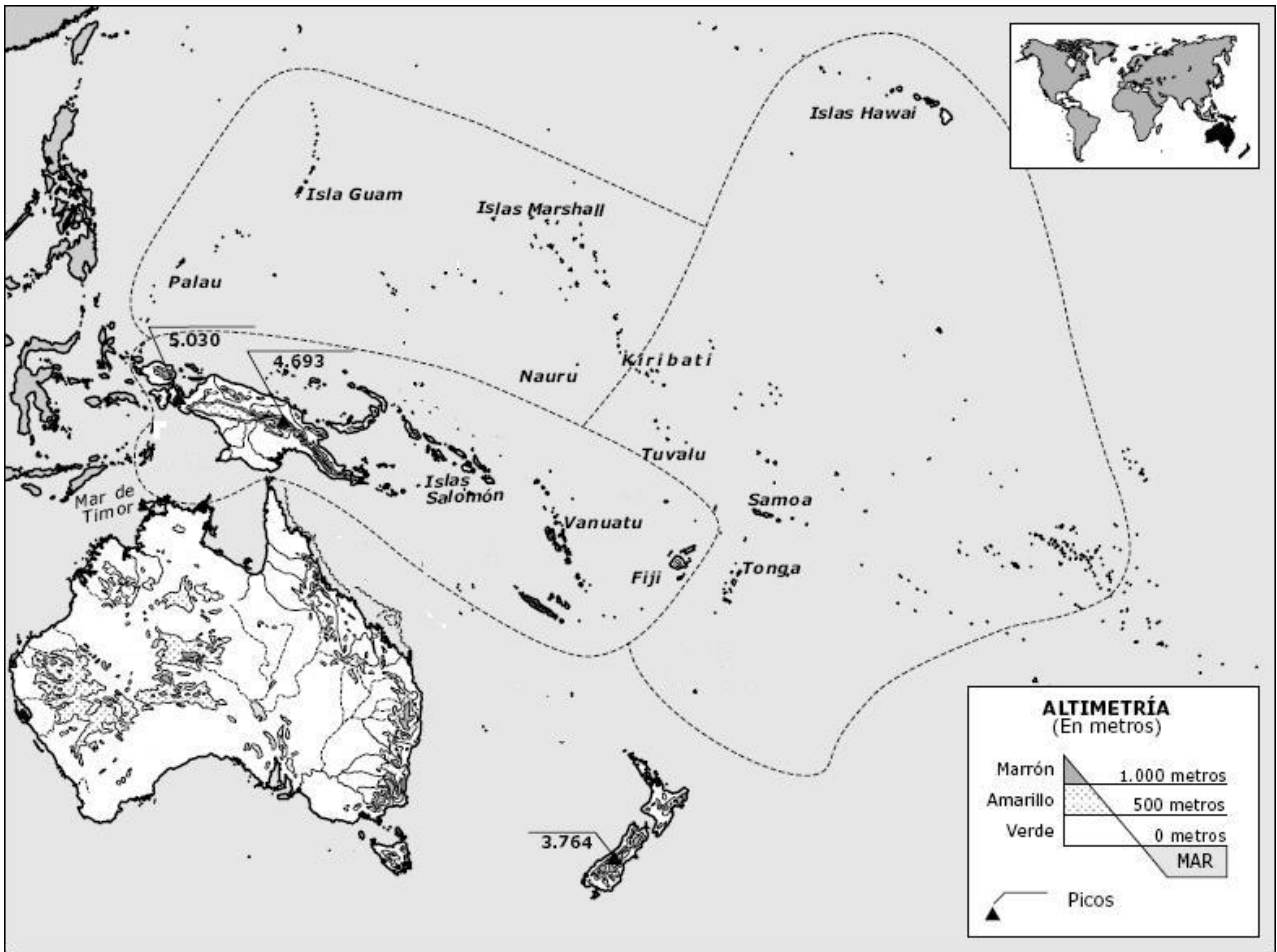 Islas Hawai
Isla Guam
Islas Marshall
Palau
5.030
4.693
Kiribati
Nauru
Tuvalu
Islas
Salomón
Mar de
Timor
Samoa
Vanuatu
Fiji
Tonga
3.764
ALTIMETRÍA
(En metros)
Marrón
1.000 metros
Amarillo
500 metros
Verde
0 metros
MAR
Picos